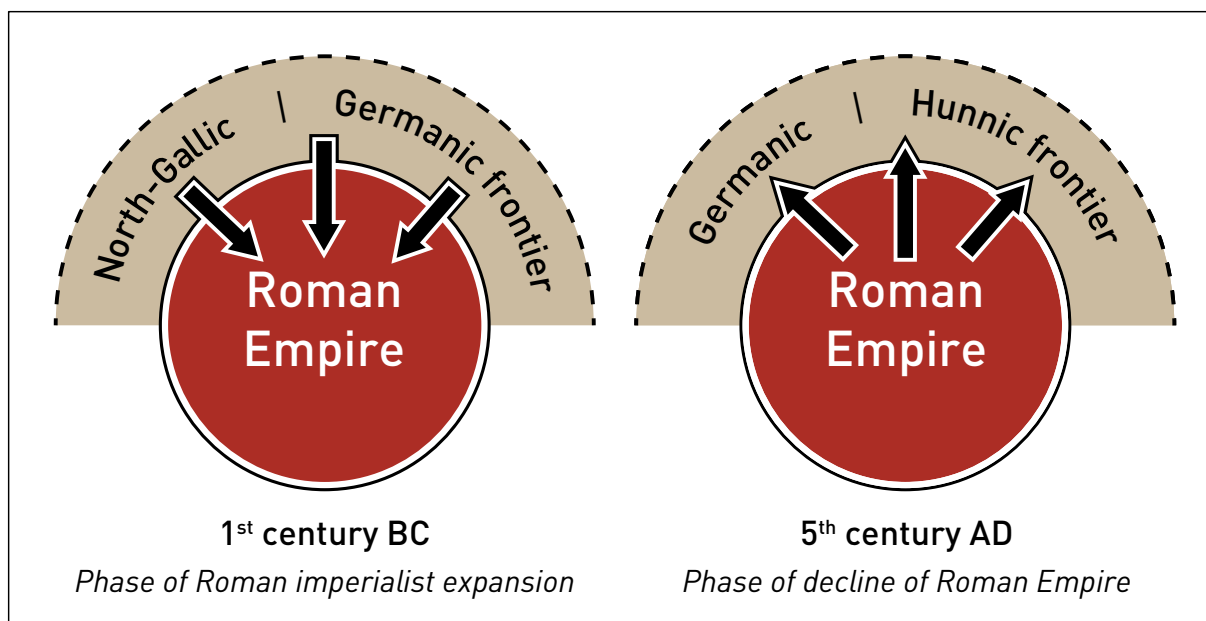 North-Gallic | Germanic frontier
Roman
Empire
1st century BC
Phase of Roman imperialist expansion
Germanic | Hunnic frontier
Roman
Empire
5th century AD
Phase of decline of Roman Empire